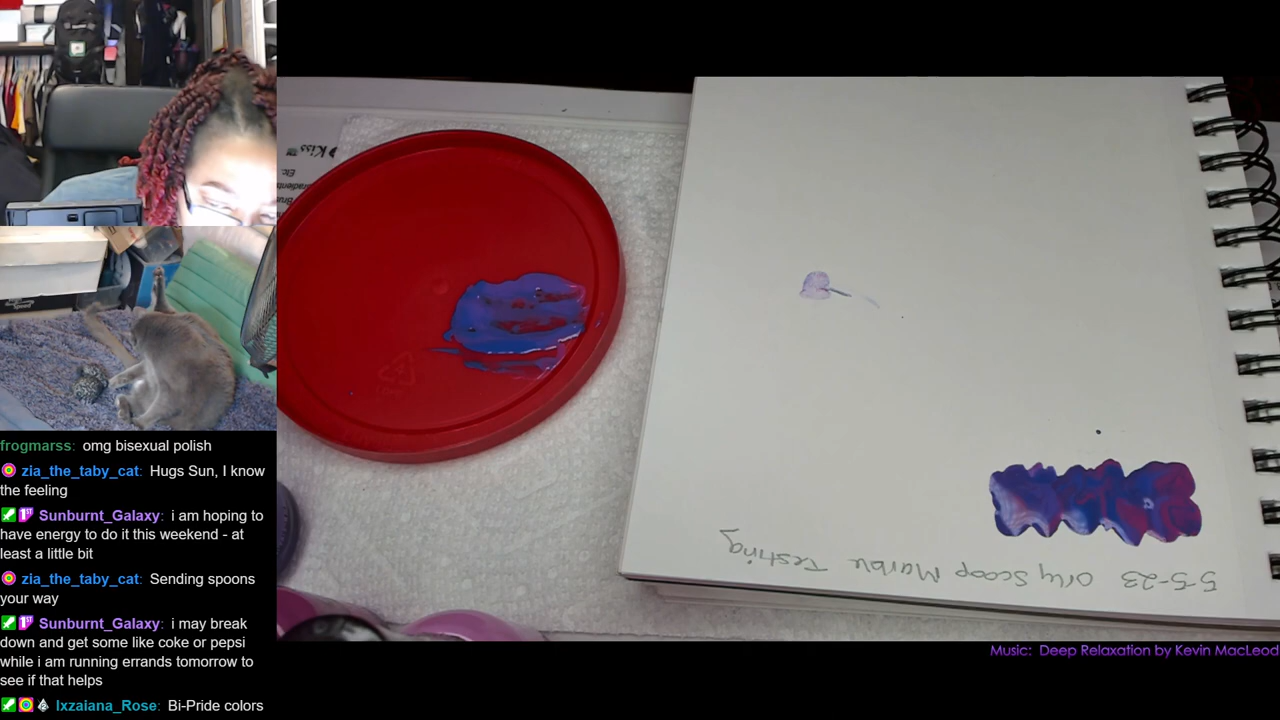 frogmarss: omg bisexual polish
zia_the_taby_cat: Hugs Sun, I know
the feeling
Sunburnt_Galaxy: i am hoping to
have energy to do it this weekend - at
least a little bit
zia_the_taby_cat: Sending spoons
your way
Sunburnt_Galaxy: i may break
down and get some like coke or pepsi
while i am running errands tomorrow to
see if that helps
Ixzaiana_Rose: Bi-Pride colors
Kiss™
Etc.
5-5-23 Orly Scoop Marble Testing
Music: Deep Relaxation by Kevin MacLeod